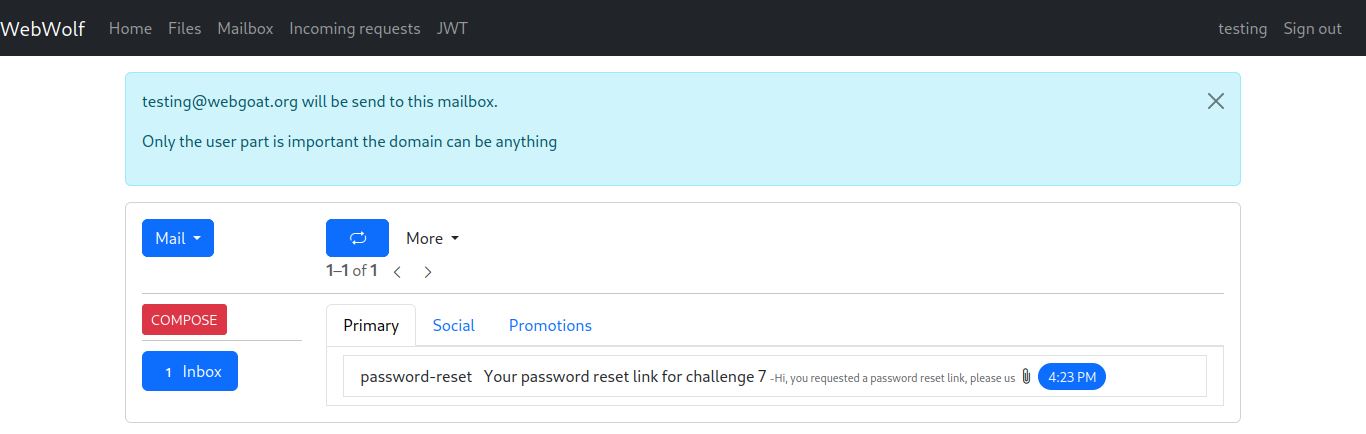 WebWolf Home Files Mailbox Incoming requests JWT testing Sign out
testing@webgoat.org will be send to this mailbox.
Only the user part is important the domain can be anything
Mail More
1–1 of 1
COMPOSE Primary Social Promotions
1 Inbox password-reset Your password reset link for challenge 7 -Hi, you requested a password reset link, please us 4:23 PM